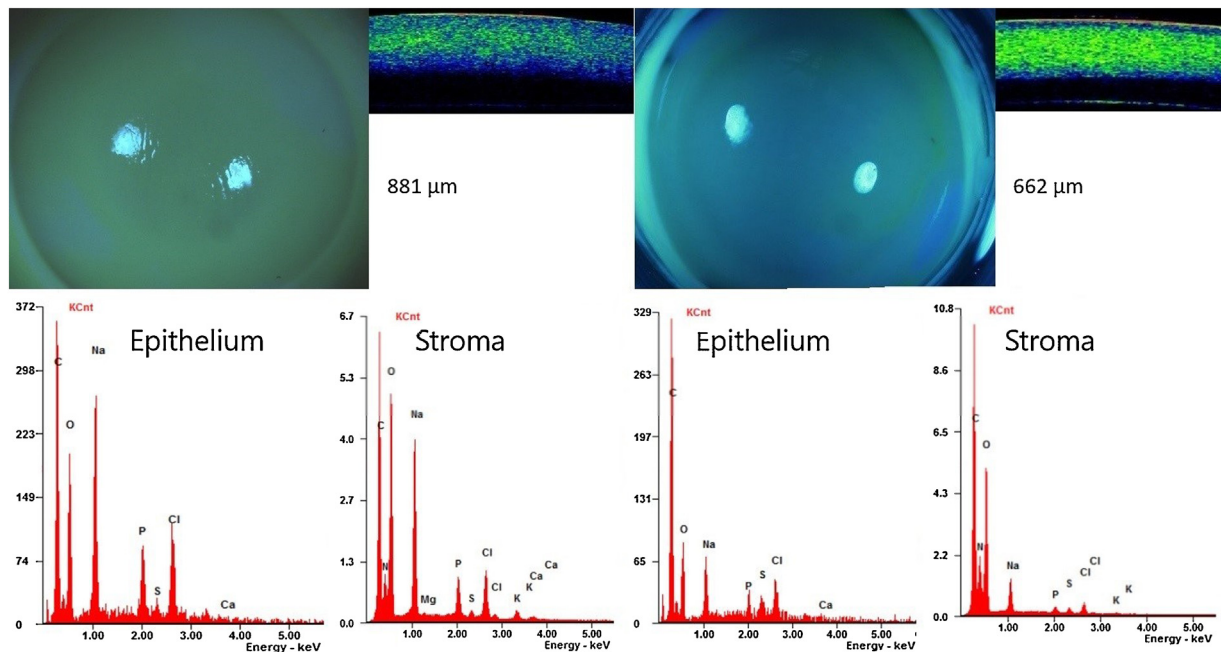 881 µm
662 µm
372
KCnt
Epithelium
C
Na
298
O
223
149
P
Cl
74
S
Ca
0
1.00 2.00 3.00 4.00 5.00
Energy - keV
6.7
KCnt
Stroma
O
5.3
Na
C
4.0
2.7
Cl
1.3
N
P
Ca
Ca
Mg
S
Cl
K
K
0.0
1.00 2.00 3.00 4.00 5.00
Energy - keV
329
KCnt
Epithelium
263
C
197
131
O
Na
65
P
S
Cl
Ca
0
1.00 2.00 3.00 4.00 5.00
Energy - keV
10.8
KCnt
Stroma
8.6
C
6.5
O
4.3
2.2
N
Na
Cl
Cl
P
S
K
K
0.0
1.00 2.00 3.00 4.00 5.00
Energy - keV